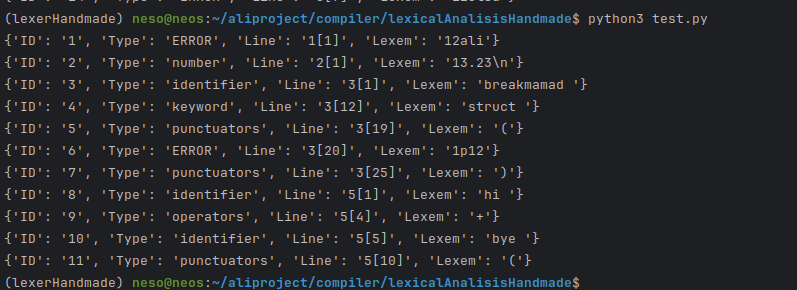 (lexerHandmade) neso@neos:~/aliproject/compiler/lexicalAnalisisHandmade$ python3 test.py
{'ID': '1', 'Type': 'ERROR', 'Line': '1[1]', 'Lexem': '12ali'}
{'ID': '2', 'Type': 'number', 'Line': '2[1]', 'Lexem': '13.23\n'}
{'ID': '3', 'Type': 'identifier', 'Line': '3[1]', 'Lexem': 'breakmamad '}
{'ID': '4', 'Type': 'keyword', 'Line': '3[12]', 'Lexem': 'struct '}
{'ID': '5', 'Type': 'punctuators', 'Line': '3[19]', 'Lexem': '('}
{'ID': '6', 'Type': 'ERROR', 'Line': '3[20]', 'Lexem': '1p12'}
{'ID': '7', 'Type': 'punctuators', 'Line': '3[25]', 'Lexem': ')'}
{'ID': '8', 'Type': 'identifier', 'Line': '5[1]', 'Lexem': 'hi '}
{'ID': '9', 'Type': 'operators', 'Line': '5[4]', 'Lexem': '+'}
{'ID': '10', 'Type': 'identifier', 'Line': '5[5]', 'Lexem': 'bye '}
{'ID': '11', 'Type': 'punctuators', 'Line': '5[10]', 'Lexem': '('}
(lexerHandmade) neso@neos:~/aliproject/compiler/lexicalAnalisisHandmade$